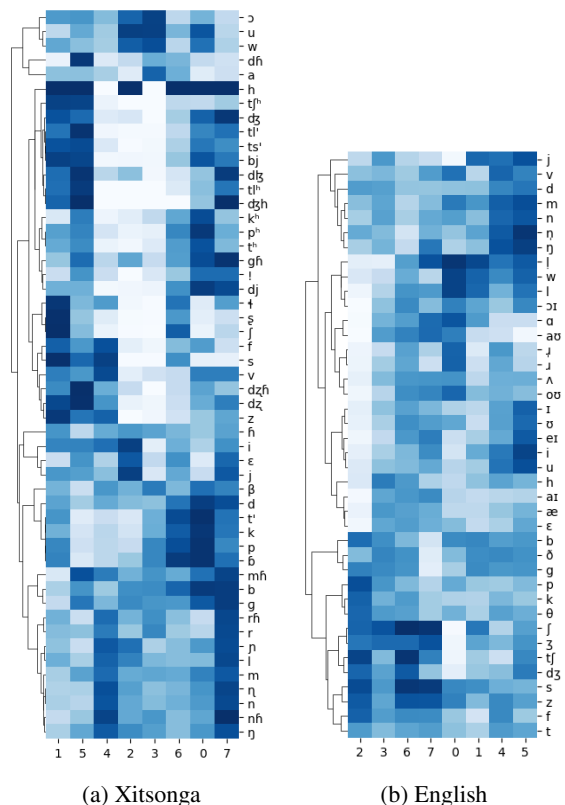 ɔ
u
w
dɦ
a
h
tʃʰ
dʒ
tl'
ts'
bj
dɮ
tlʰ
dʒh
kʰ
pʰ
tʰ
gɦ
!
dj
ɬ
ʂ
ʃ
f
s
v
dʐɦ
dʐ
z
ɦ
i
ɛ
j
β
d
t'
k
p
ɓ
mɦ
b
g
rɦ
r
ɲ
l
m
ɳ
n
nɦ
ŋ
1 5 4 2 3 6 0 7
(a) Xitsonga
j
v
d
m
n
n̩
ŋ
l̩
w
l
ɔɪ
ɑ
aʊ
ɹ̩
ɹ
ʌ
oʊ
ɪ
ʊ
eɪ
i
u
h
aɪ
æ
ɛ
b
ð
g
p
k
θ
ʃ
ʒ
tʃ
dʒ
s
z
f
t
2 3 6 7 0 1 4 5
(b) English